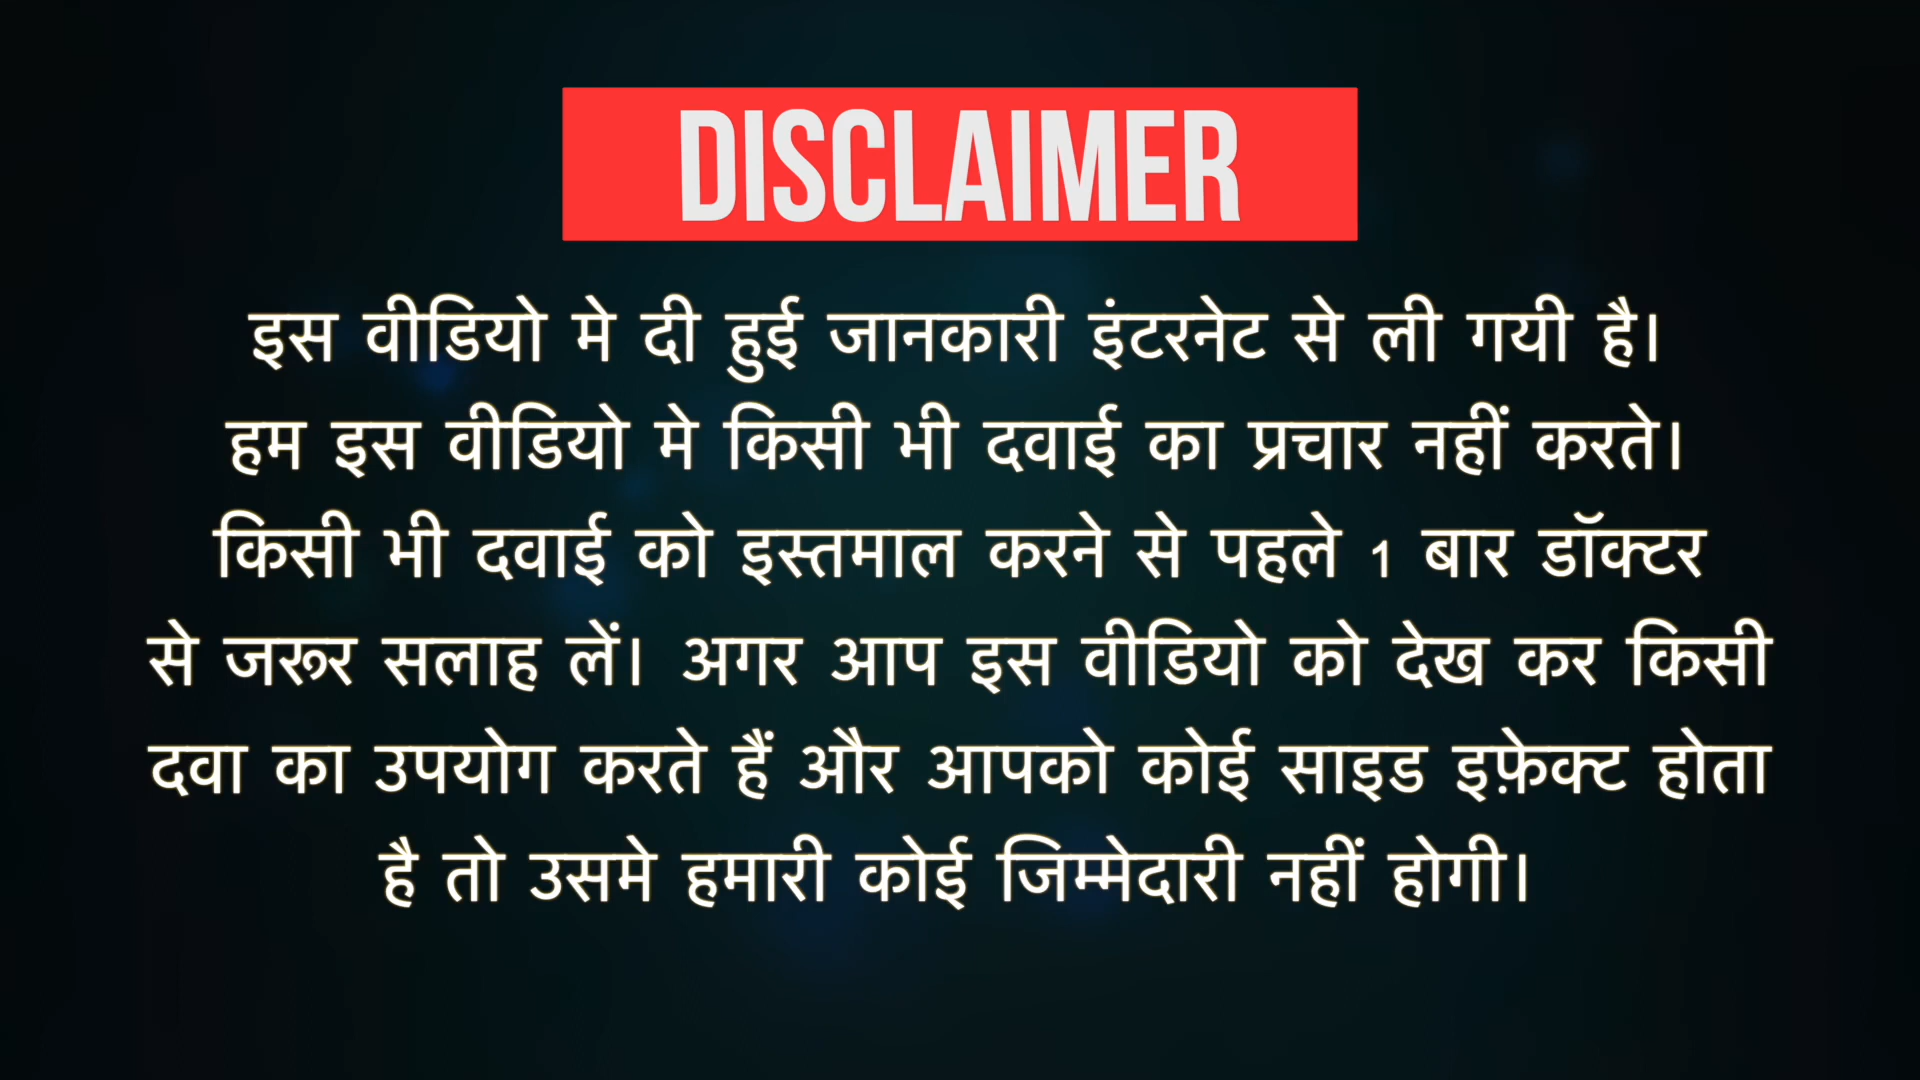 DISCLAIMER
इस वीडियो मे दी हुई जानकारी इंटरनेट से ली गयी है।
हम इस वीडियो मे किसी भी दवाई का प्रचार नहीं करते।
किसी भी दवाई को इस्तमाल करने से पहले 1 बार डॉक्टर
से जरूर सलाह लें। अगर आप इस वीडियो को देख कर किसी
दवा का उपयोग करते हैं और आपको कोई साइड इफ़ेक्ट होता
है तो उसमे हमारी कोई जिम्मेदारी नहीं होगी।